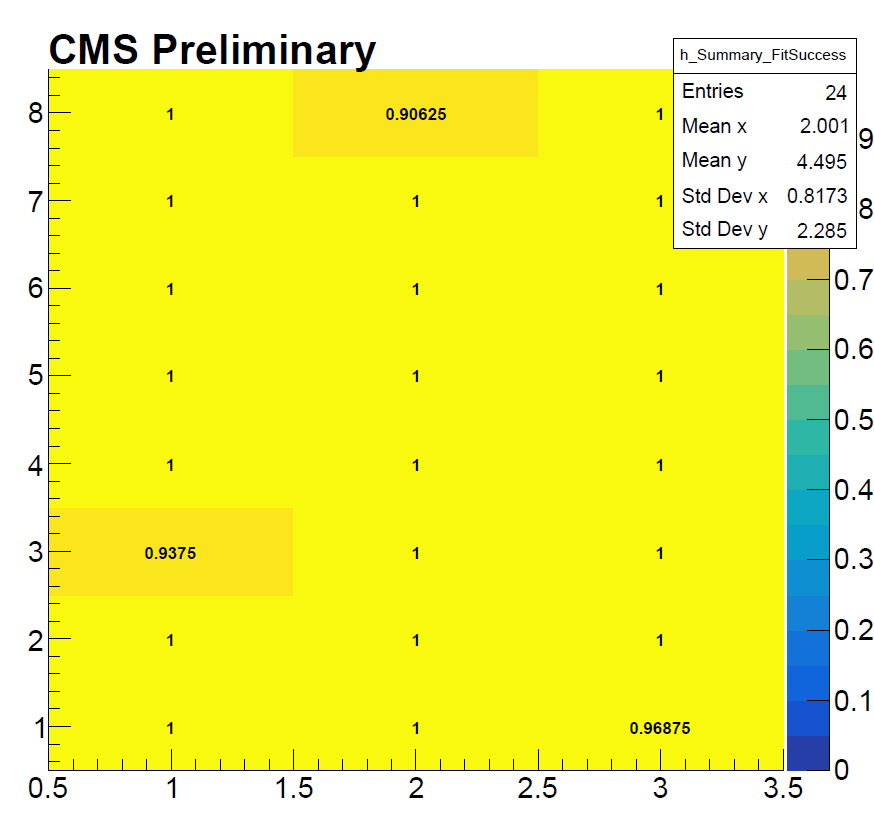 CMS Preliminary
h_Summary_FitSuccess
Entries 24
Mean x 2.001
Mean y 4.495
Std Dev x 0.8173
Std Dev y 2.285
8 1 0.90625 1 9
7 1 1 1 8
6 1 1 1 0.7
5 1 1 1 0.6
0.5
4 1 1 1 0.4
3 0.9375 1 1 0.3
2 1 1 1 0.2
1 1 1 0.96875 0.1
0
0.5 1 1.5 2 2.5 3 3.5